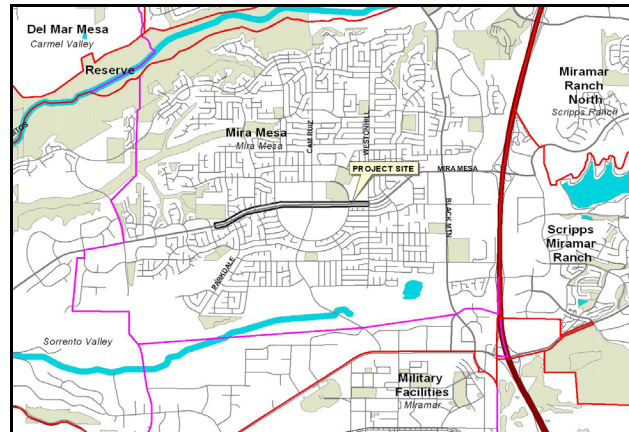 Del Mar Mesa
Carmel Valley
Reserve
Miramar
Ranch
North
Scripps Ranch
Mira Mesa
Mira Mesa
CAM RUIZ
WESTONHILL
PROJECT SITE
MIRA MESA
BLACK MTN
Scripps
Miramar
Ranch
PARKDALE
Sorrento Valley
Military
Facilities
Miramar